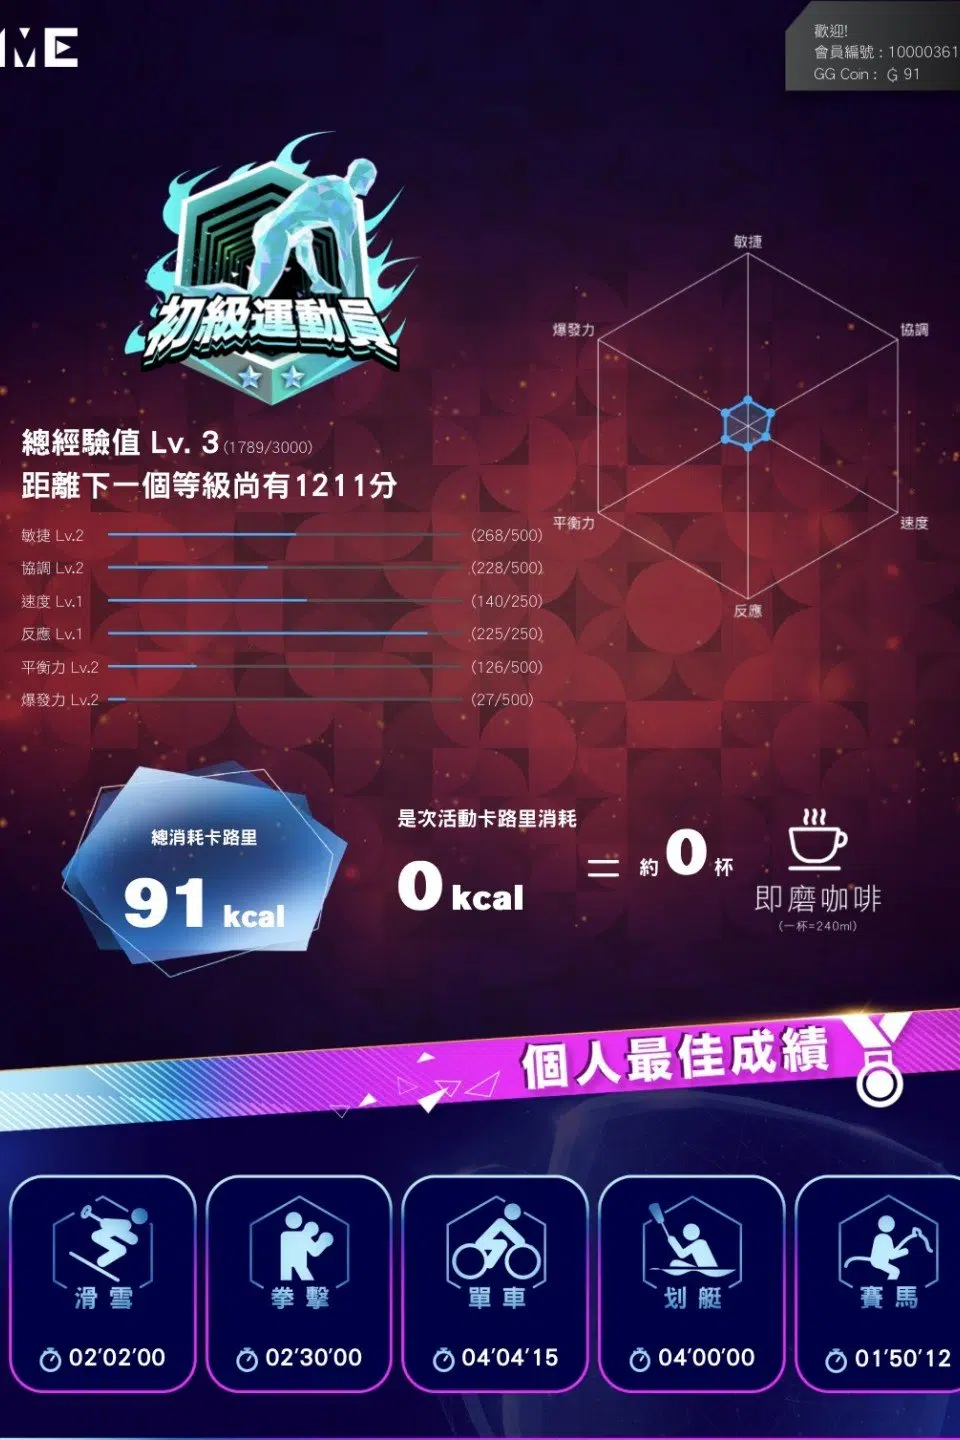 ME
歡迎!
會員編號 : 10000361
GG Coin : ₲ 91
初級運動員
總經驗值 Lv. 3 (1789/3000)
距離下一個等級尚有1211分
敏捷 Lv.2 (268/500)
協調 Lv.2 (228/500)
速度 Lv.1 (140/250)
反應 Lv.1 (225/250)
平衡力 Lv.2 (126/500)
爆發力 Lv.2 (27/500)
敏捷
爆發力
協調
平衡力
速度
反應
總消耗卡路里
91 kcal
是次活動卡路里消耗
0 kcal
= 約 0 杯
即磨咖啡
(一杯=240ml)
個人最佳成績
滑雪
02'02'00
拳擊
02'30'00
單車
04'04'15
划艇
04'00'00
賽馬
01'50'12